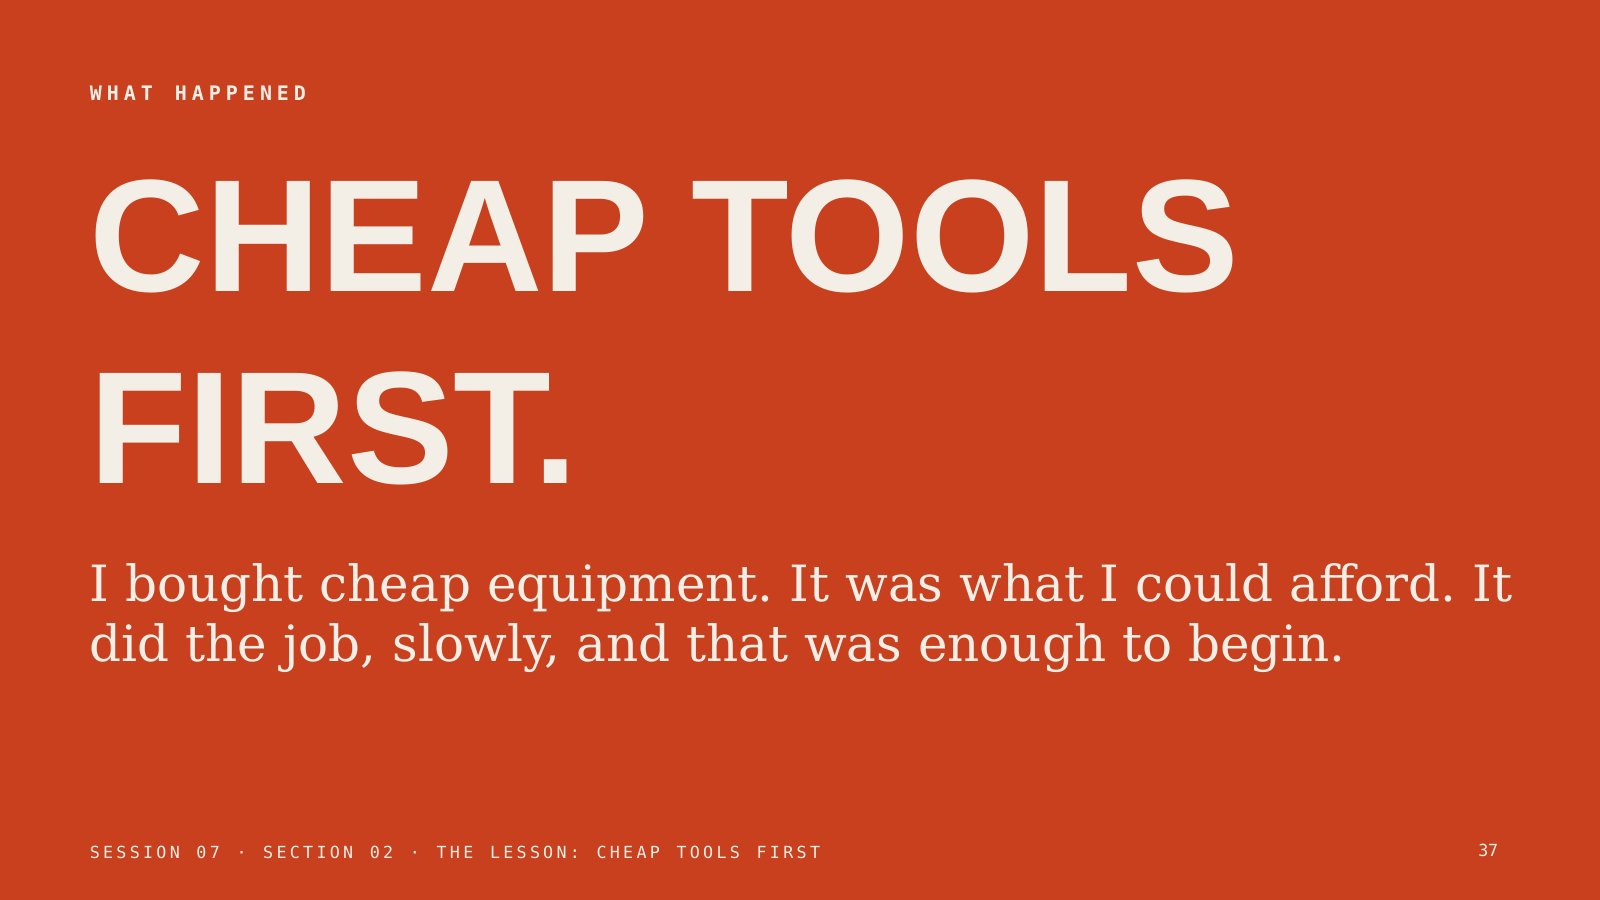 WHAT HAPPENED
CHEAP TOOLS
FIRST.
I bought cheap equipment. It was what I could afford. It
did the job, slowly, and that was enough to begin.
SESSION 07 · SECTION 02 · THE LESSON: CHEAP TOOLS FIRST
37